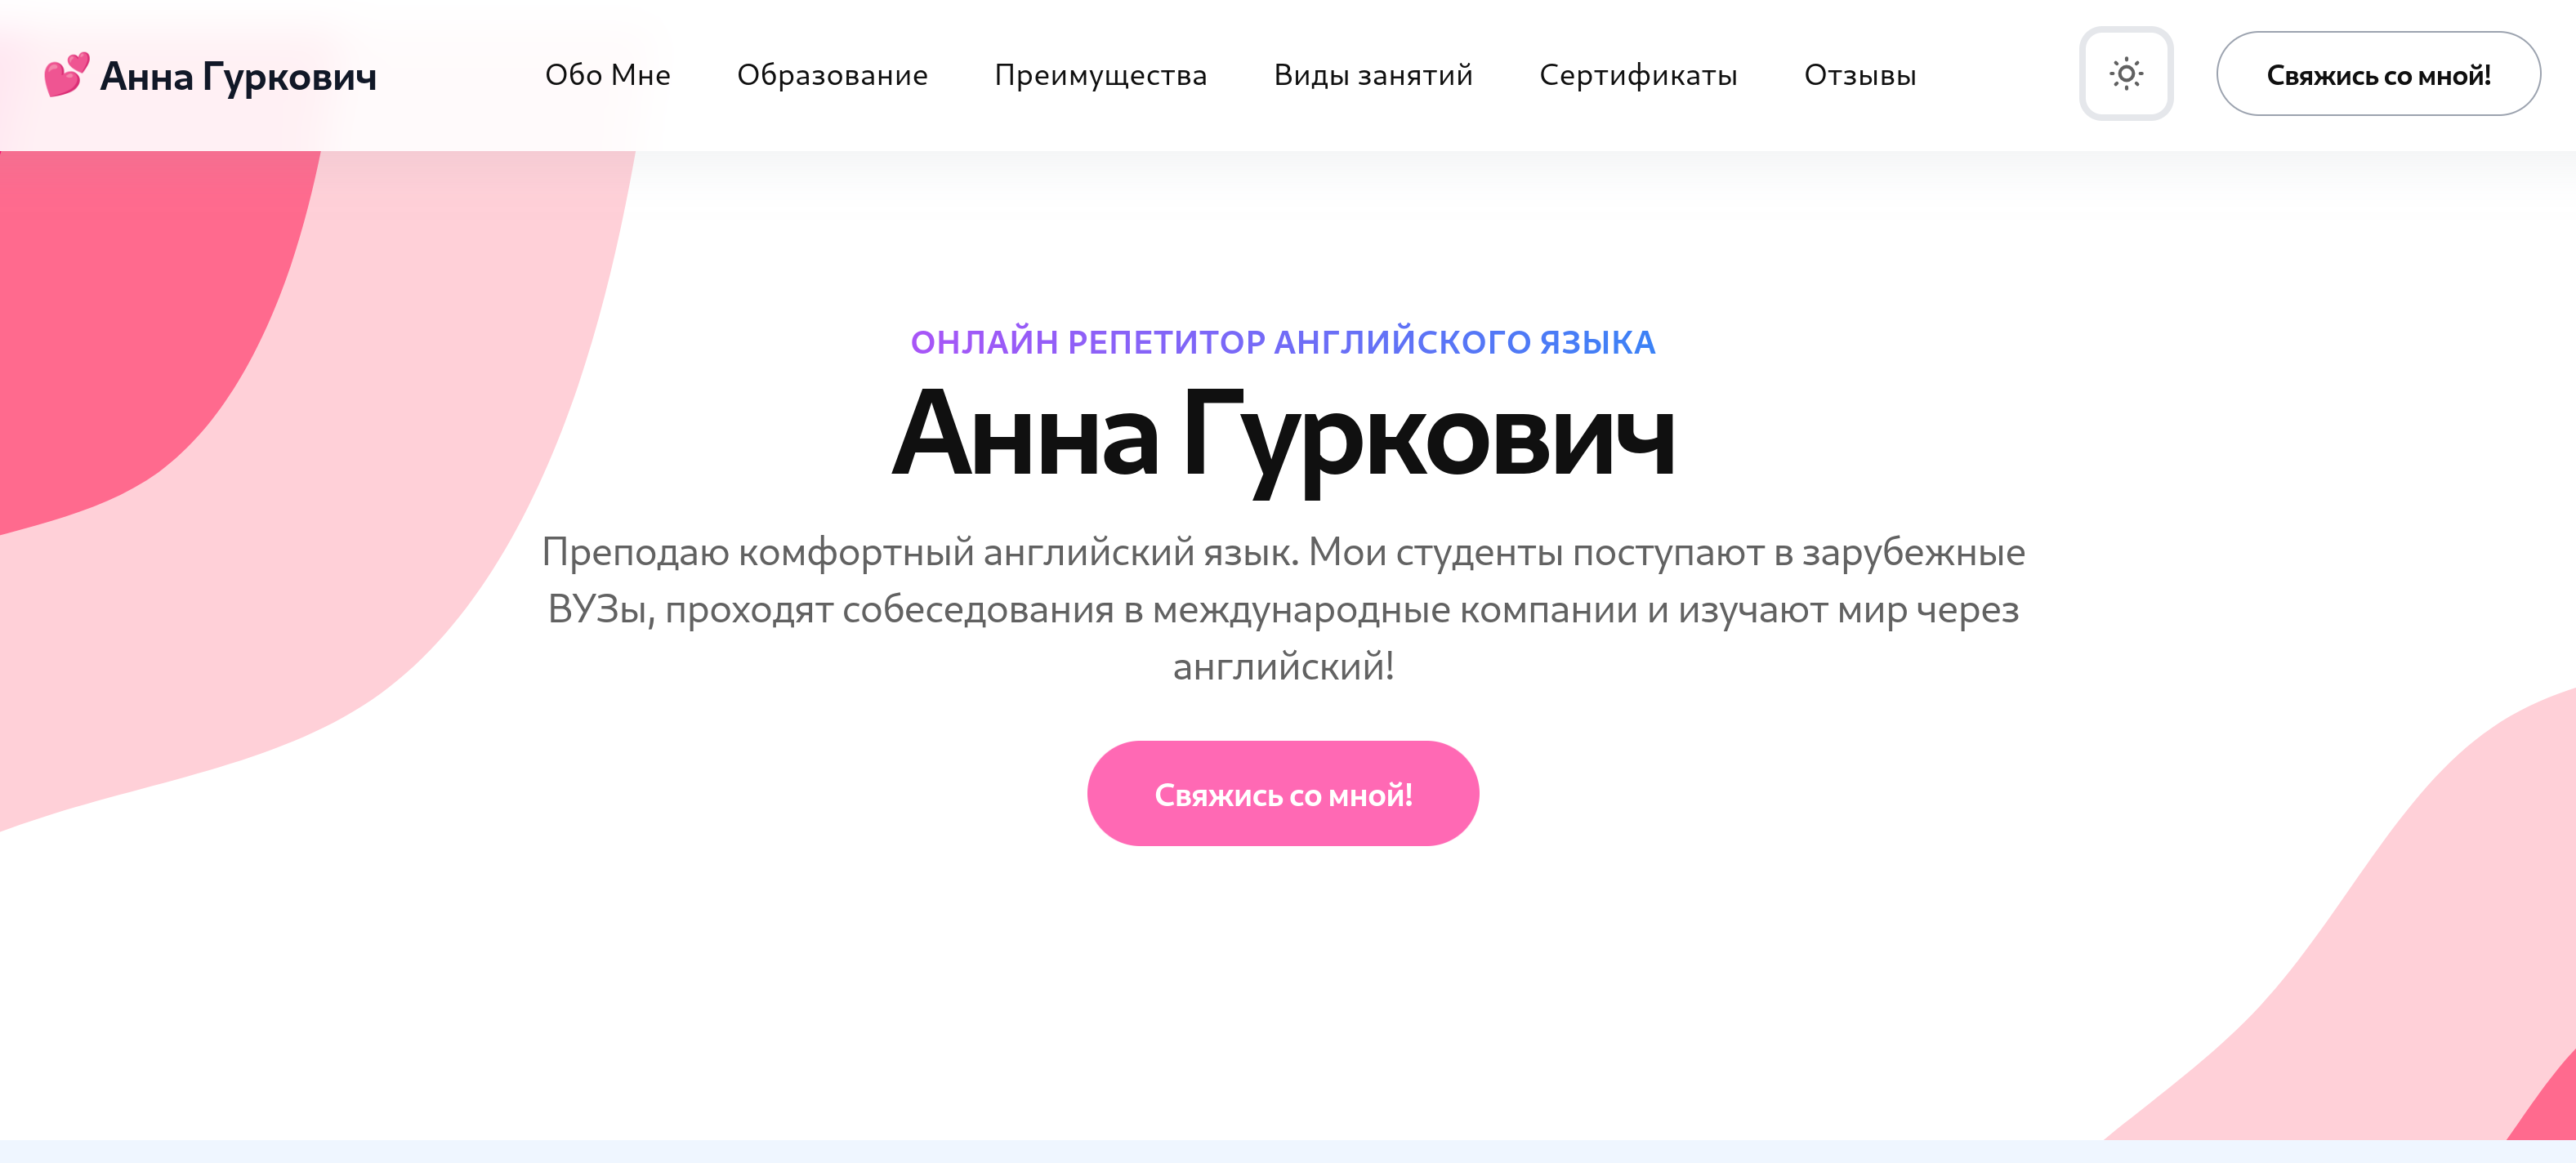 💕 Анна Гуркович
Обо Мне
Образование
Преимущества
Виды занятий
Сертификаты
Отзывы
Свяжись со мной!
ОНЛАЙН РЕПЕТИТОР АНГЛИЙСКОГО ЯЗЫКА
Анна Гуркович
Преподаю комфортный английский язык. Мои студенты поступают в зарубежные
ВУЗы, проходят собеседования в международные компании и изучают мир через
английский!
Свяжись со мной!